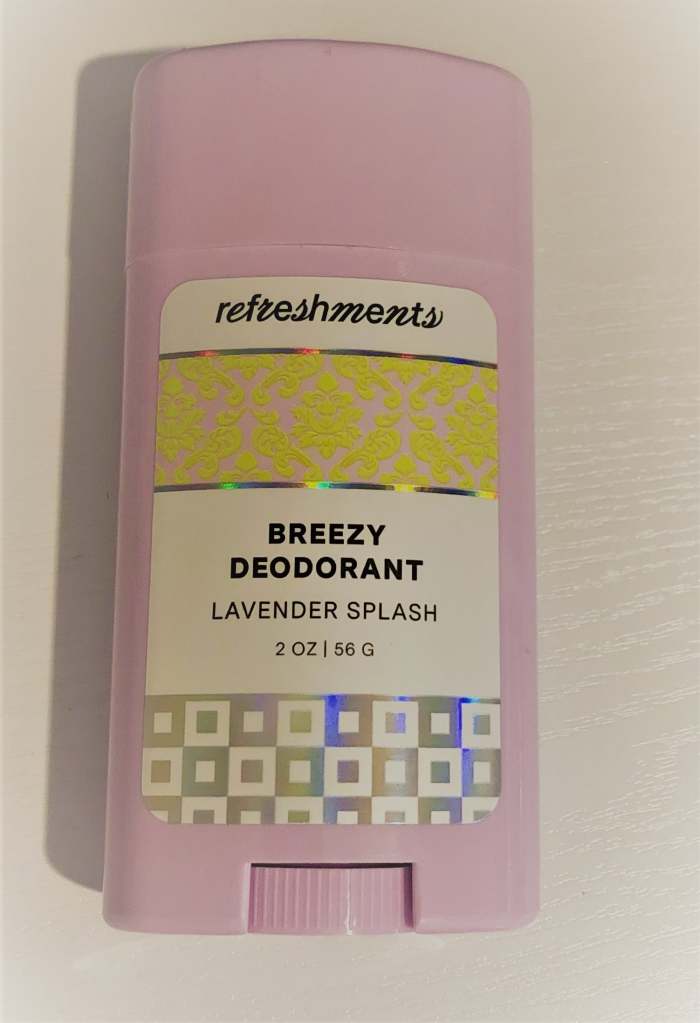 refreshments
BREEZY
DEODORANT
LAVENDER SPLASH
2 OZ | 56 G